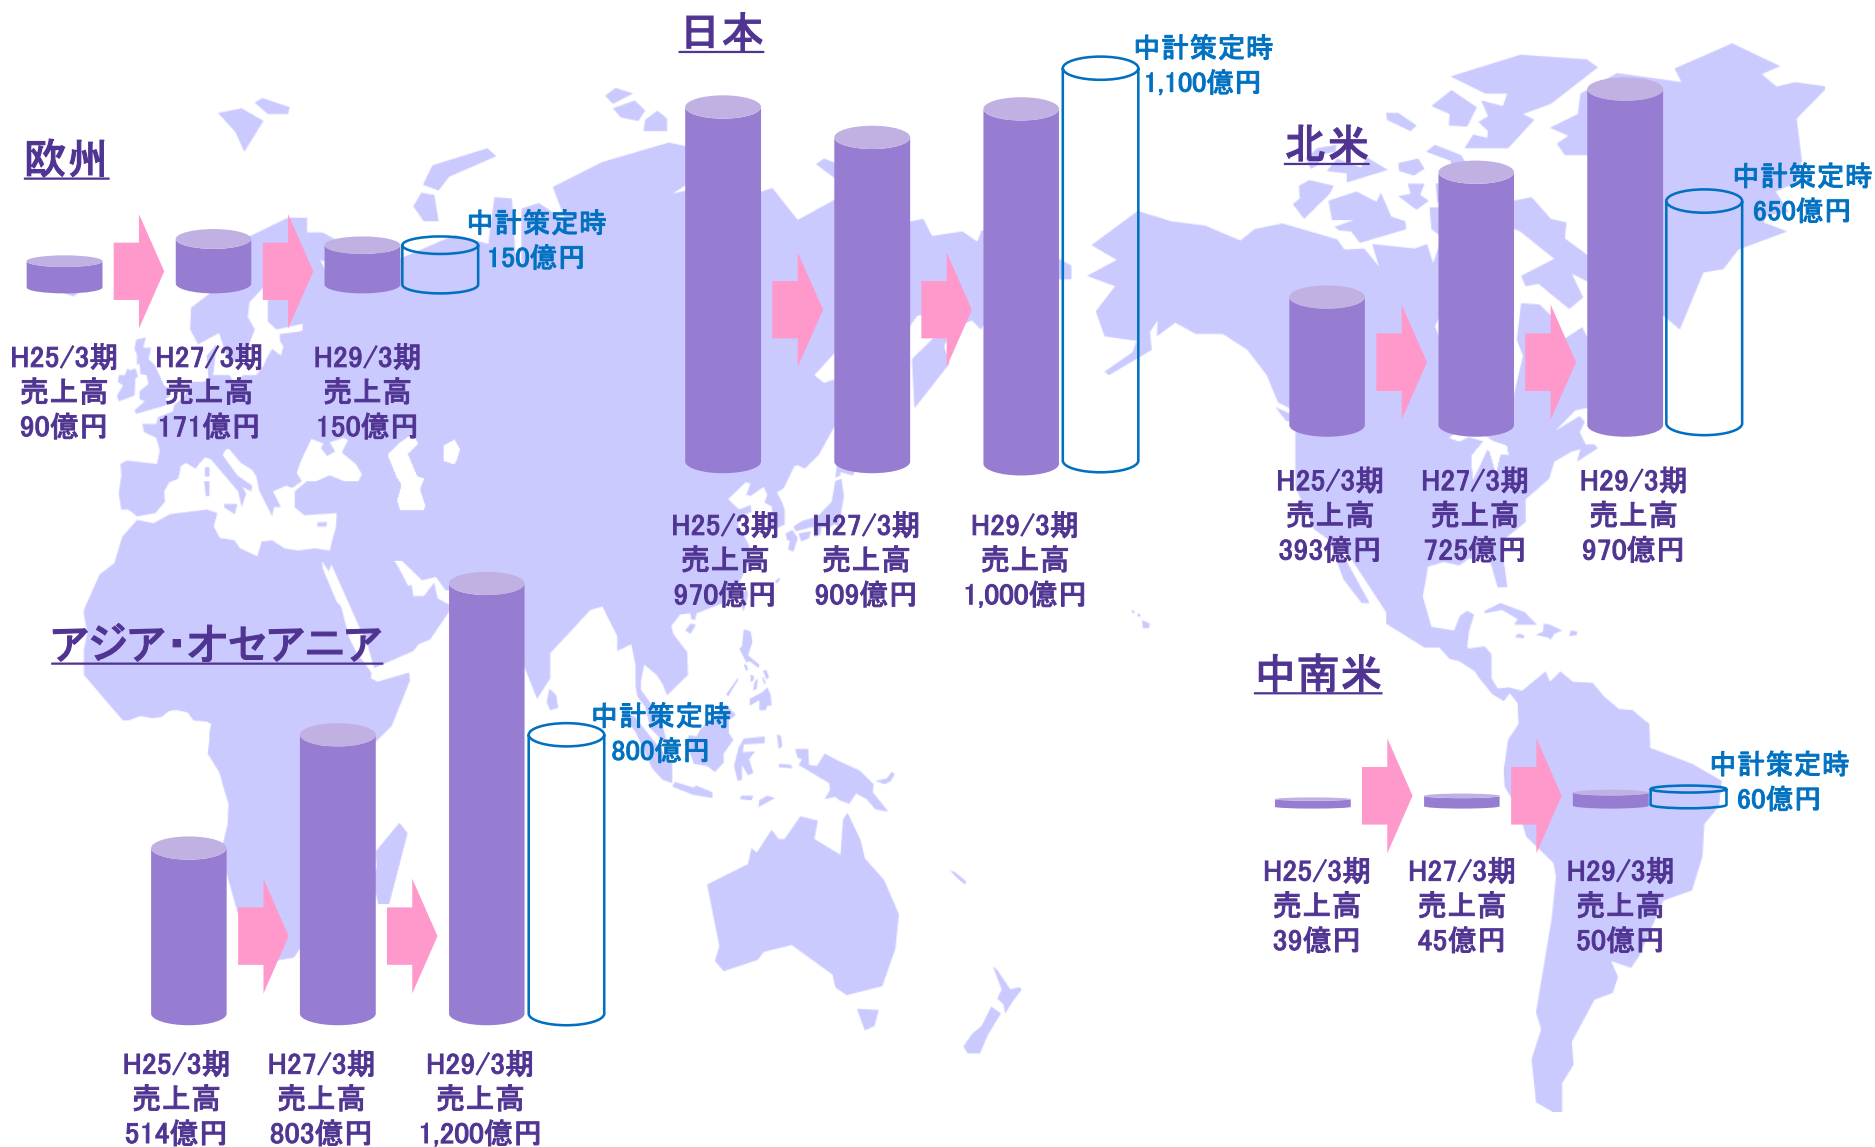 日本
中計策定時
1,100億円
H25/3期
売上高
970億円
H27/3期
売上高
909億円
H29/3期
売上高
1,000億円
欧州
中計策定時
150億円
H25/3期
売上高
90億円
H27/3期
売上高
171億円
H29/3期
売上高
150億円
北米
中計策定時
650億円
H25/3期
売上高
393億円
H27/3期
売上高
725億円
H29/3期
売上高
970億円
アジア・オセアニア
中計策定時
800億円
H25/3期
売上高
514億円
H27/3期
売上高
803億円
H29/3期
売上高
1,200億円
中南米
中計策定時
60億円
H25/3期
売上高
39億円
H27/3期
売上高
45億円
H29/3期
売上高
50億円